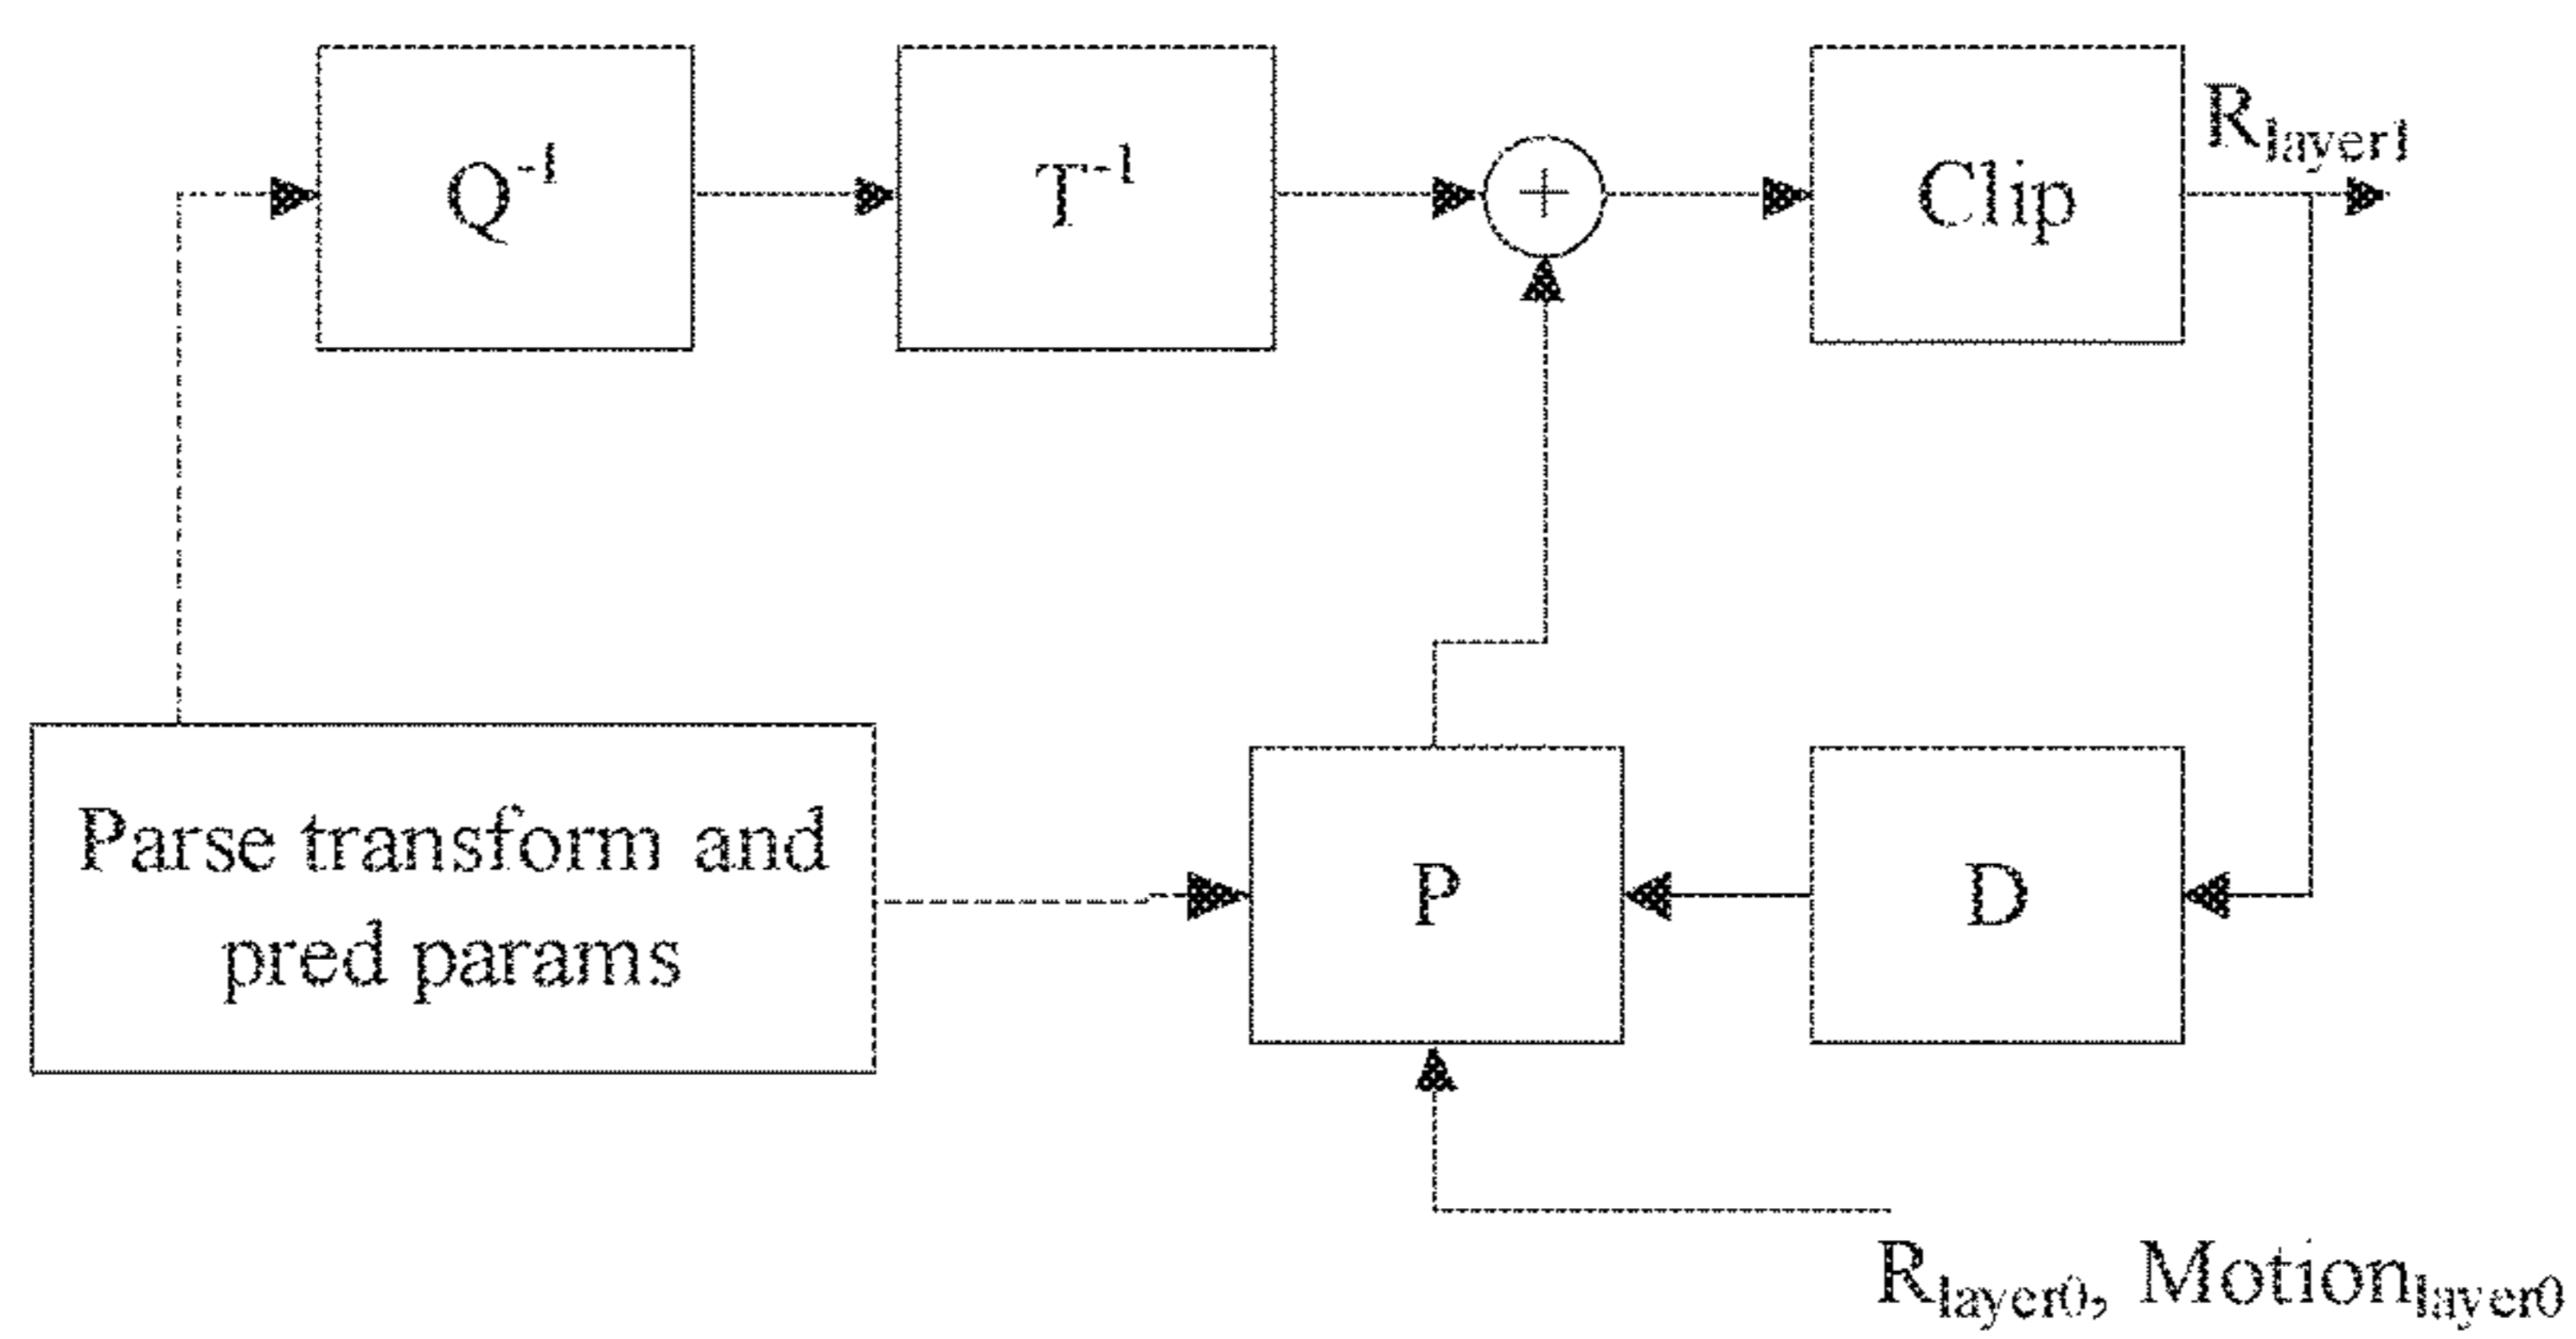 Q⁻¹
T⁻¹
+
Clip
Rlayer1
Parse transform and
pred params
P
D
Rlayer0, Motionlayer0